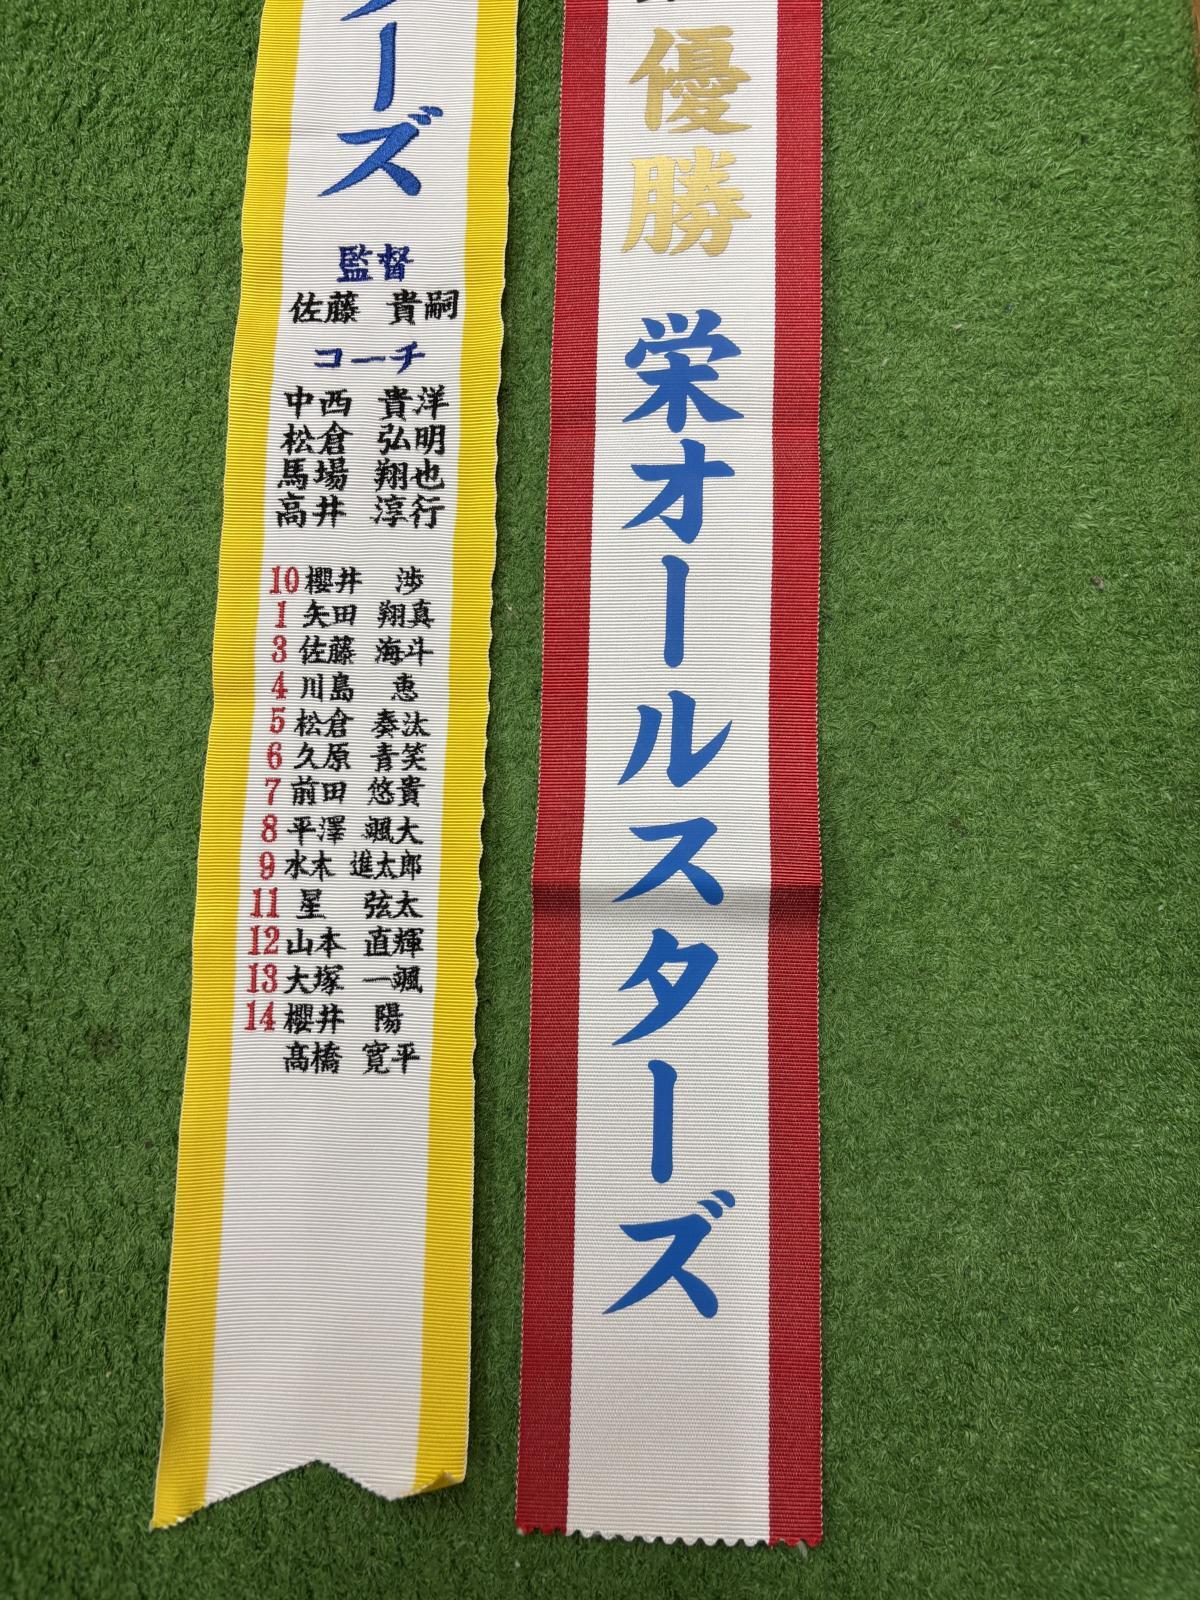 ーズ
監督
佐藤 貴嗣
コーチ
中西 貴洋
松倉 弘明
馬場 翔也
高井 淳行
10 櫻井 渉
1 矢田 翔真
3 佐藤 海斗
4 川島 恵
5 松倉 奏汰
6 久原 青笑
7 前田 悠貴
8 平澤 颯大
9 水木 進太郎
11 星 弦太
12 山本 直輝
13 大塚 一颯
14 櫻井 陽
髙橋 寛平
優勝 栄オールスターズ